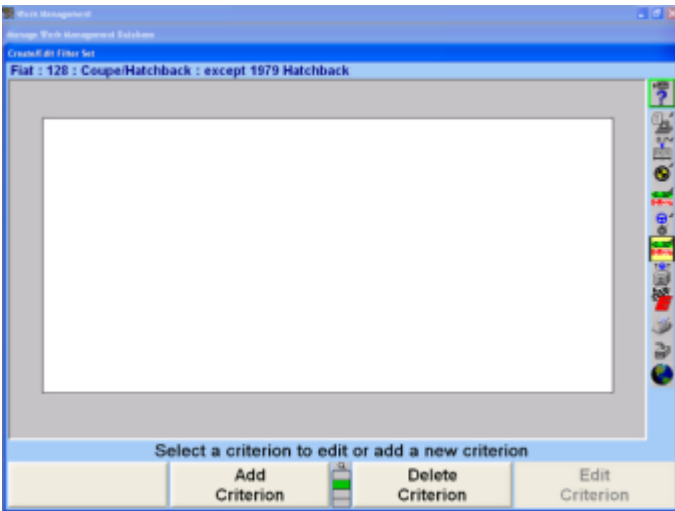 Work Management
Manage Work Management Database
Create/Edit Filter Set
Fiat : 128 : Coupe/Hatchback : except 1979 Hatchback
Select a criterion to edit or add a new criterion
Add
Criterion
Delete
Criterion
Edit
Criterion